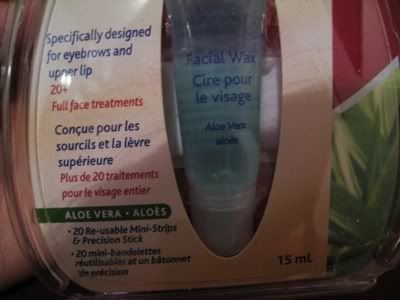 Specifically designed
for eyebrows and
upper lip
20+
Full face treatments
Conçue pour les
sourcils et la lèvre
supérieure
Plus de 20 traitements
pour le visage entier
ALOE VERA • ALOÈS
• 20 Re-usable Mini-Strips
& Precision Stick
• 20 mini-bandelettes
réutilisables et un bâtonnet
de précision
Facial Wax
Cire pour
le visage
Aloe Vera
aloès
15 mL